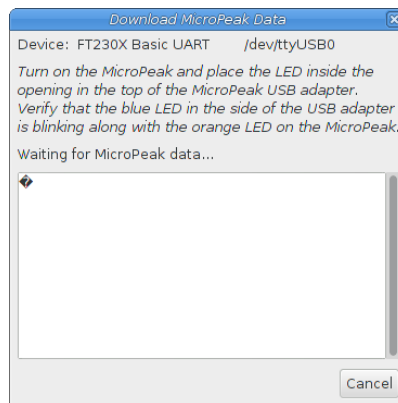 Download MicroPeak Data
Device: FT230X Basic UART /dev/ttyUSB0
Turn on the MicroPeak and place the LED inside the
opening in the top of the MicroPeak USB adapter.
Verify that the blue LED in the side of the USB adapter
is blinking along with the orange LED on the MicroPeak.
Waiting for MicroPeak data...
�
Cancel